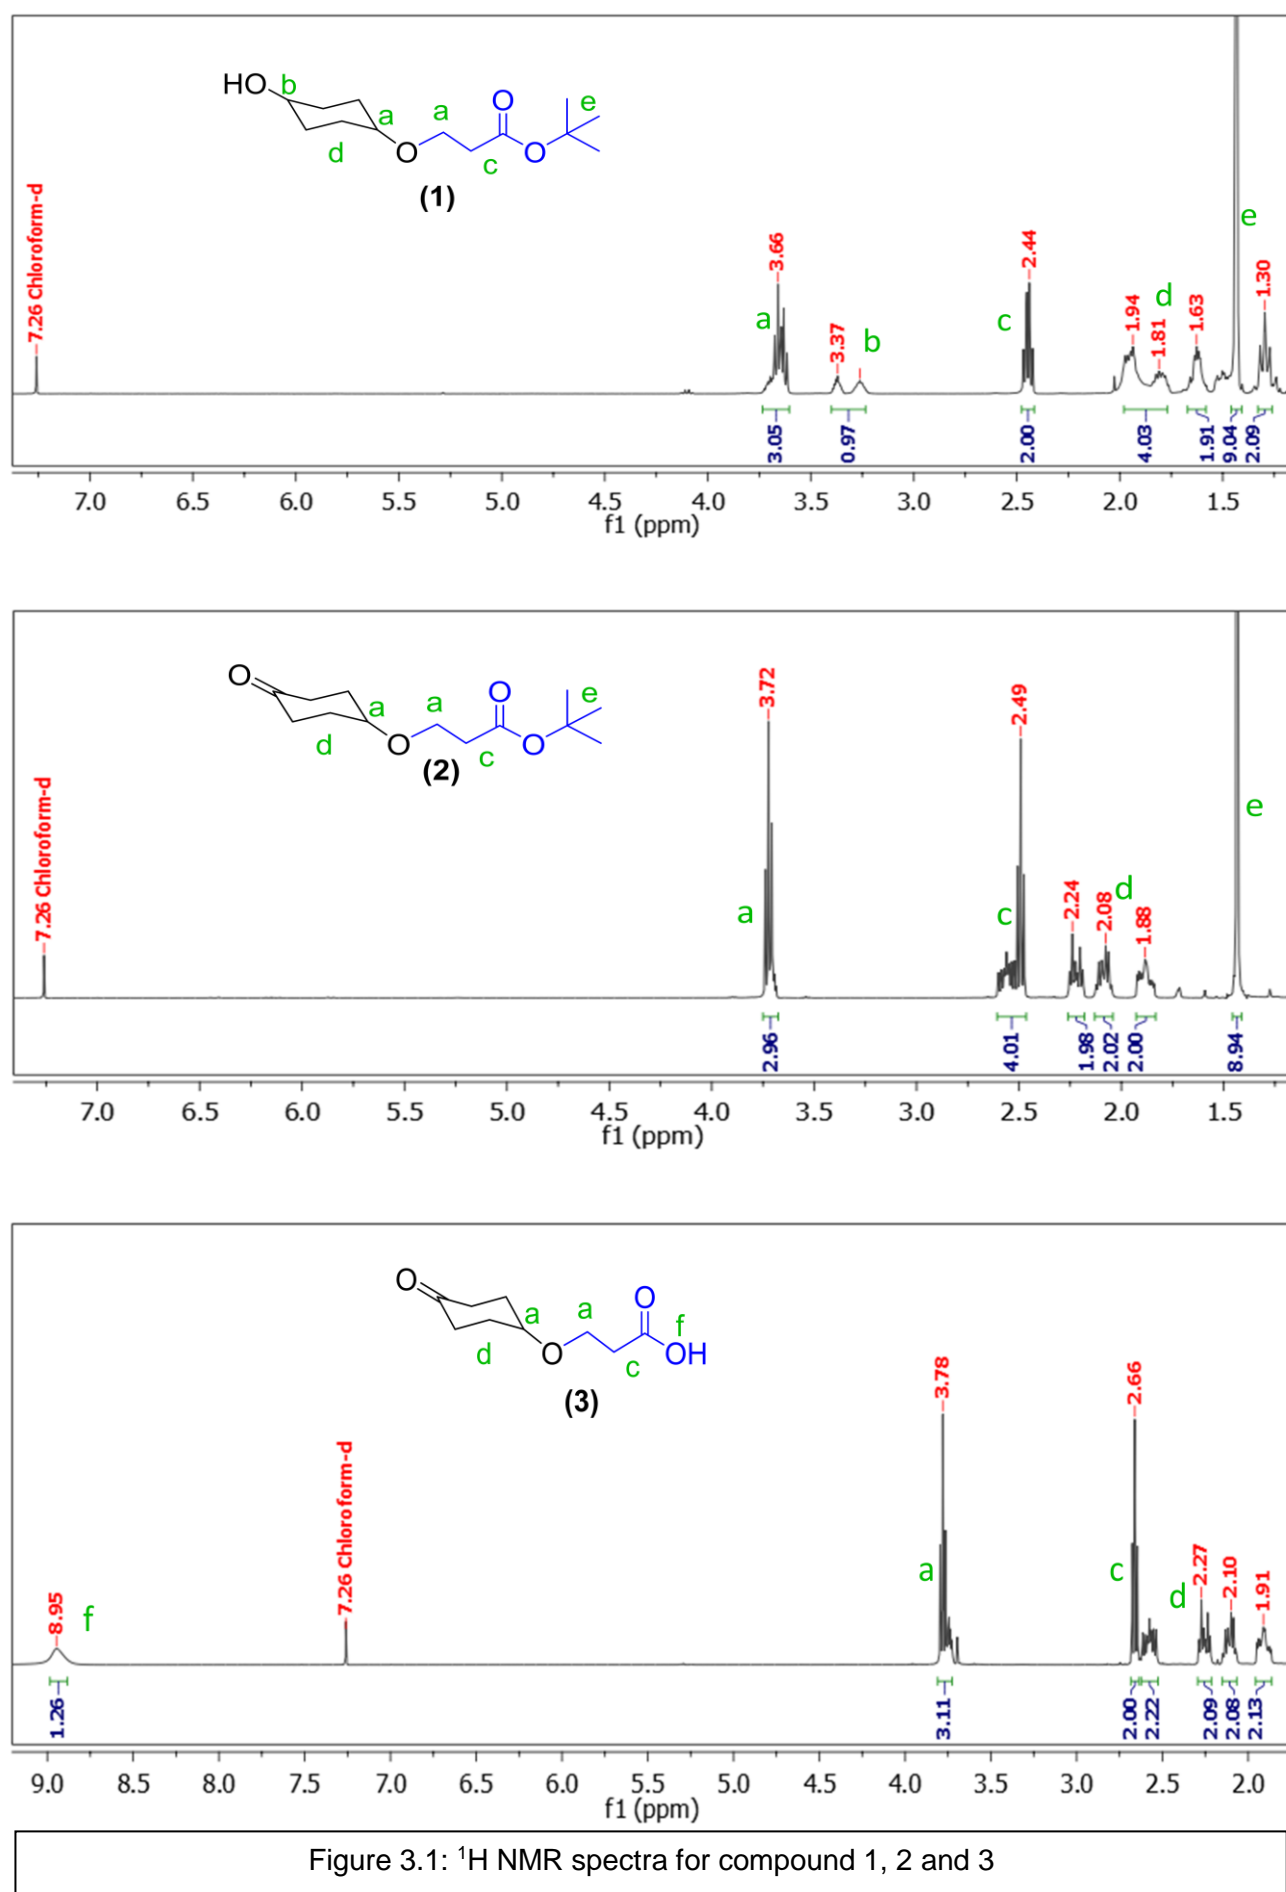 HO b
a a O e
d O c O
(1)
7.26 Chloroform-d
3.66
3.37
2.44
1.94
1.81
1.63
1.30
a b c d e
3.05 0.97 2.00 4.03 1.91 9.04 2.09
7.0 6.5 6.0 5.5 5.0 4.5 4.0 3.5 3.0 2.5 2.0 1.5
f1 (ppm)
O
a a O e
d O c O
(2)
7.26 Chloroform-d
3.72
2.49
2.24
2.08
1.88
a c d e
2.96 4.01 1.98 2.02 2.00 8.94
7.0 6.5 6.0 5.5 5.0 4.5 4.0 3.5 3.0 2.5 2.0 1.5
f1 (ppm)
O
a a O f
d O c OH
(3)
8.95
7.26 Chloroform-d
3.78
2.66
2.27
2.10
1.91
f a c d
1.26 3.11 2.00 2.22 2.09 2.08 2.13
9.0 8.5 8.0 7.5 7.0 6.5 6.0 5.5 5.0 4.5 4.0 3.5 3.0 2.5 2.0
f1 (ppm)
Figure 3.1: ¹H NMR spectra for compound 1, 2 and 3